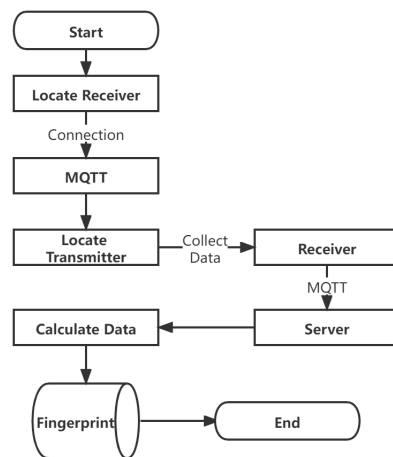 Start
Locate Receiver
Connection
MQTT
Locate
Transmitter
Collect
Data
Receiver
MQTT
Calculate Data
Server
Fingerprint
End